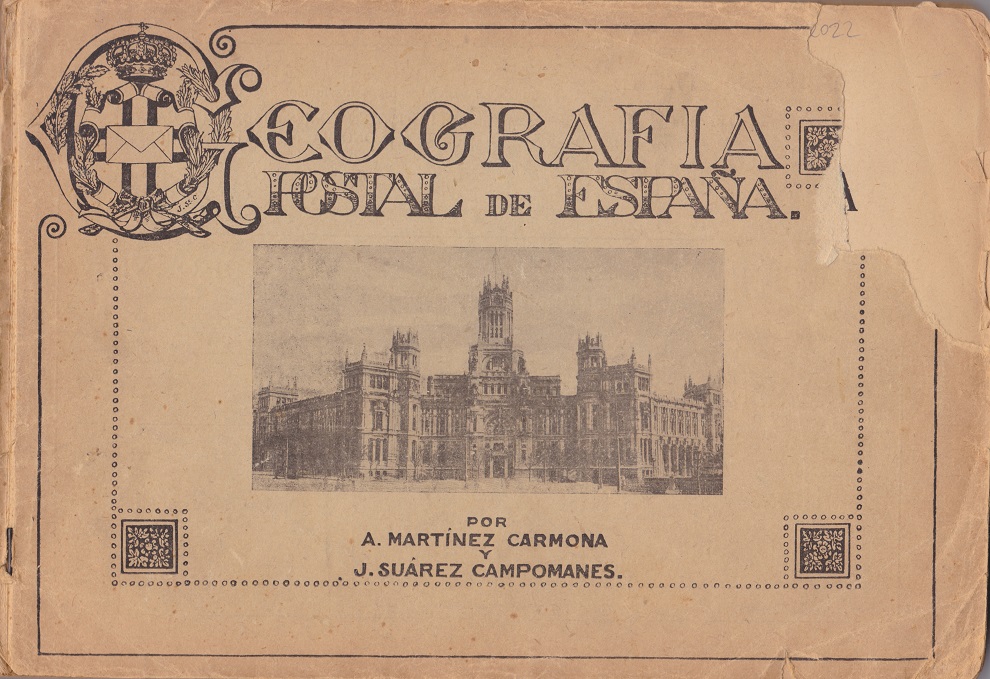 2022
GEOGRAFIA
POSTAL DE ESPAÑA.
POR
A. MARTÍNEZ CARMONA
Y
J. SUÁREZ CAMPOMANES.